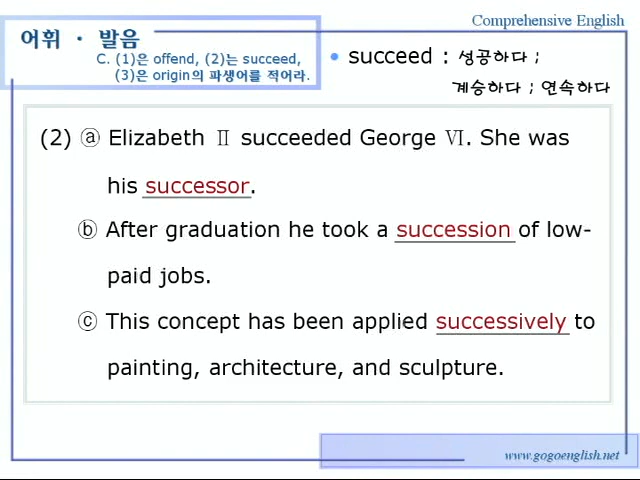 Comprehensive English
어휘 · 발음
C. (1)은 offend, (2)는 succeed,
(3)은 origin의 파생어를 적어라.
• succeed : 성공하다 ;
계승하다 ; 연속하다
(2) ⓐ Elizabeth Ⅱ succeeded George Ⅵ. She was
his successor.
ⓑ After graduation he took a succession of low-
paid jobs.
ⓒ This concept has been applied successively to
painting, architecture, and sculpture.
www.gogoenglish.net